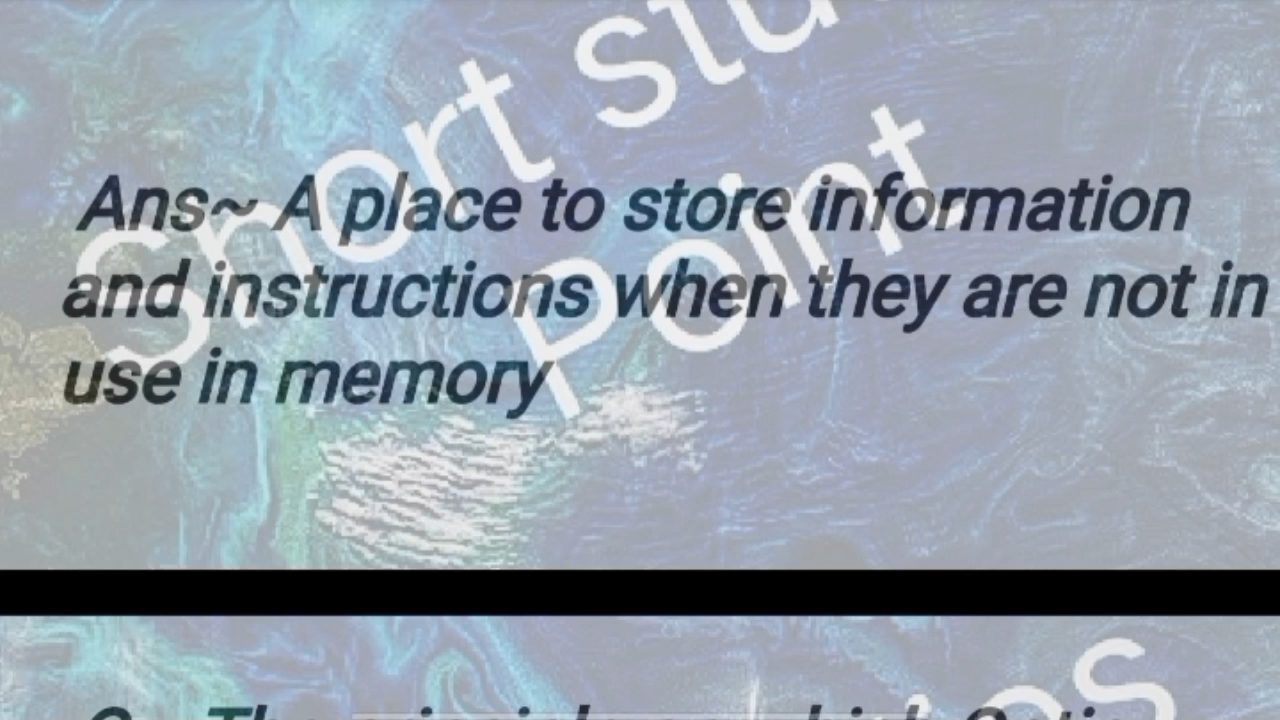 Short stu
Point
Ans~ A place to store information
and instructions when they are not in
use in memory